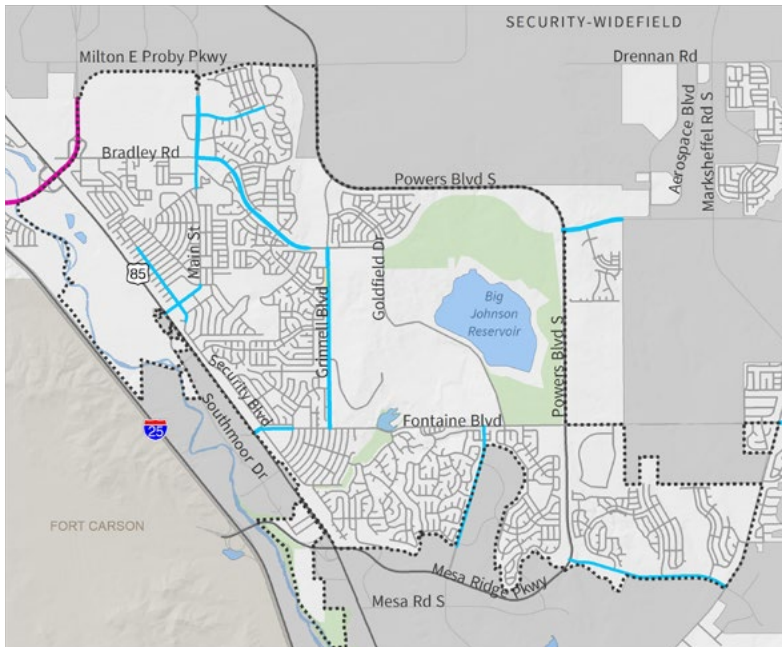 SECURITY-WIDEFIELD
Milton E Proby Pkwy
Drennan Rd
Aerospace Blvd
Marksheffel Rd S
Bradley Rd
Powers Blvd S
Main St
85
Goldfield Dr
Grinnell Blvd
Big
Johnson
Reservoir
Powers Blvd S
Security Blvd
Fontaine Blvd
Southmoor Dr
25
FORT CARSON
Mesa Ridge Pkwy
Mesa Rd S